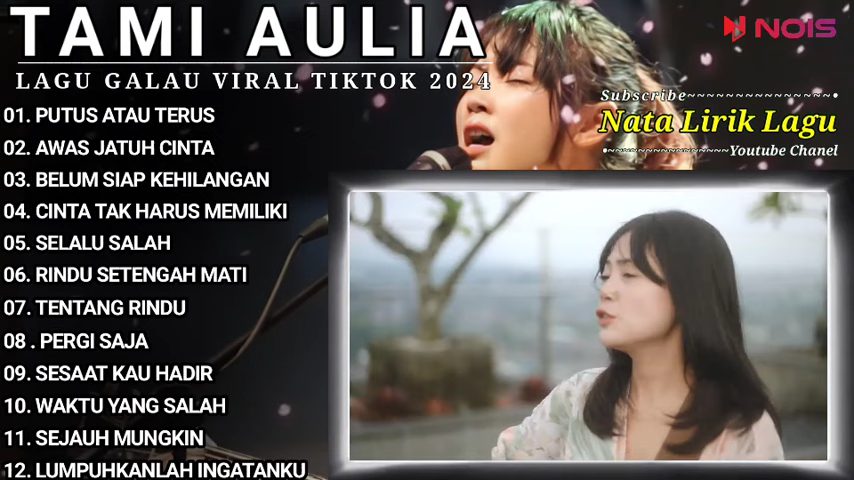 TAMI AULIA
LAGU GALAU VIRAL TIKTOK 2024
NOIS
Subscribe~~~~~~~~~~~~~~~•
Nata Lirik Lagu
•~~~~~~~~~~~~~~~~Youtube Chanel
01. PUTUS ATAU TERUS
02. AWAS JATUH CINTA
03. BELUM SIAP KEHILANGAN
04. CINTA TAK HARUS MEMILIKI
05. SELALU SALAH
06. RINDU SETENGAH MATI
07. TENTANG RINDU
08 . PERGI SAJA
09. SESAAT KAU HADIR
10. WAKTU YANG SALAH
11. SEJAUH MUNGKIN
12. LUMPUHKANLAH INGATANKU